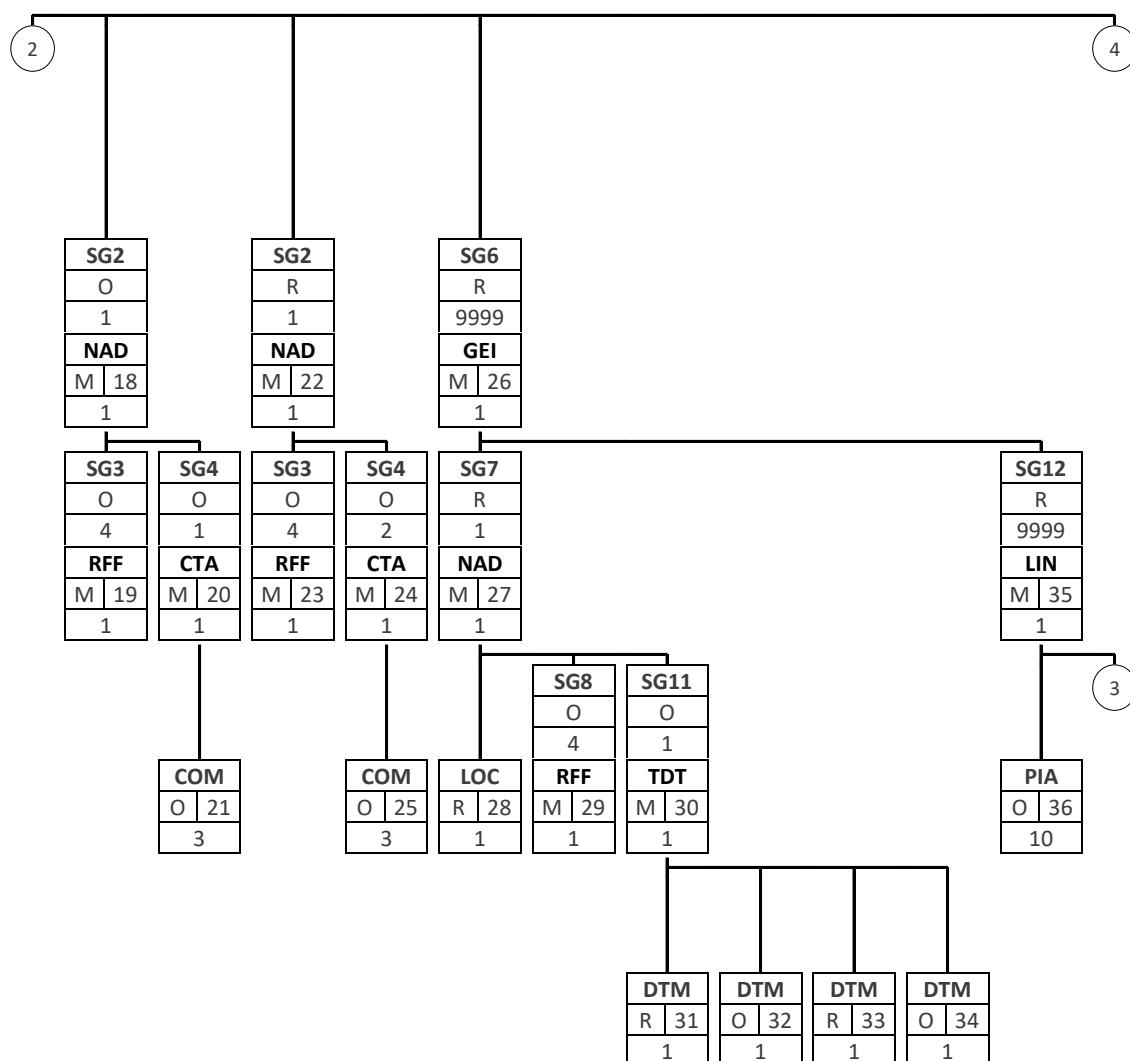 2 4
SG2 SG2 SG6
O R R
1 1 9999
NAD NAD GEI
M 18 M 22 M 26
1 1 1
SG3 SG4 SG3 SG4 SG7 SG12
O O O O R R
4 1 4 2 1 9999
RFF CTA RFF CTA NAD LIN
M 19 M 20 M 23 M 24 M 27 M 35
1 1 1 1 1 1
SG8 SG11 3
O O
4 1
COM COM LOC RFF TDT PIA
O 21 O 25 R 28 M 29 M 30 O 36
3 3 1 1 1 10
DTM DTM DTM DTM
R 31 O 32 R 33 O 34
1 1 1 1